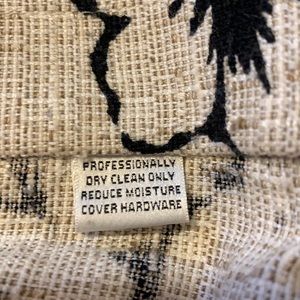 PROFESSIONALLY
DRY CLEAN ONLY
REDUCE MOISTURE
COVER HARDWARE